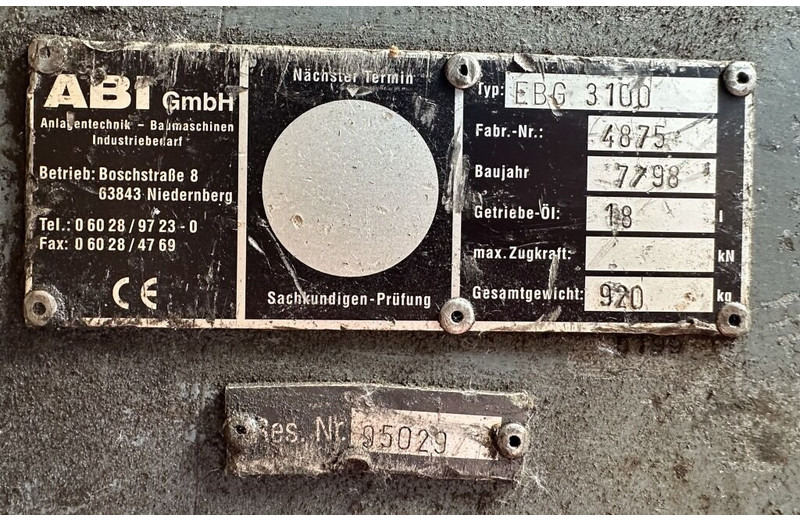 ABI GmbH
Anlagentechnik - Baumaschinen
Industriebedarf
Betrieb: Boschstraße 8
63843 Niedernberg
Tel.: 0 60 28/97 23 - 0
Fax: 0 60 28/47 69
CE
Nächster Termin
Sachkundigen-Prüfung
Typ: EBG 3100
Fabr.-Nr.: 4875
Baujahr 7/98
Getriebe-Öl: 18 l
max. Zugkraft: kN
Gesamtgewicht: 920 kg
Res. Nr. 95029